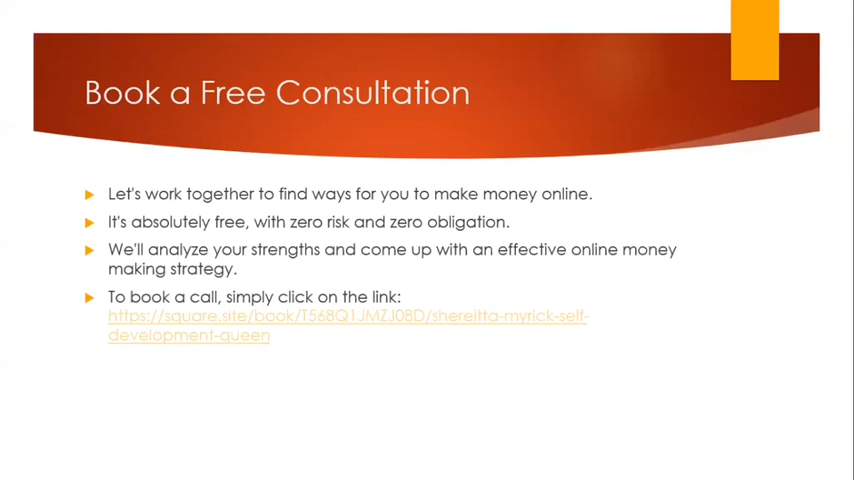 Book a Free Consultation
Let's work together to find ways for you to make money online.
It's absolutely free, with zero risk and zero obligation.
We'll analyze your strengths and come up with an effective online money
making strategy.
To book a call, simply click on the link:
https://square.site/book/T568Q1JMZJ08D/shereiitta-myrick-self-
development-queen